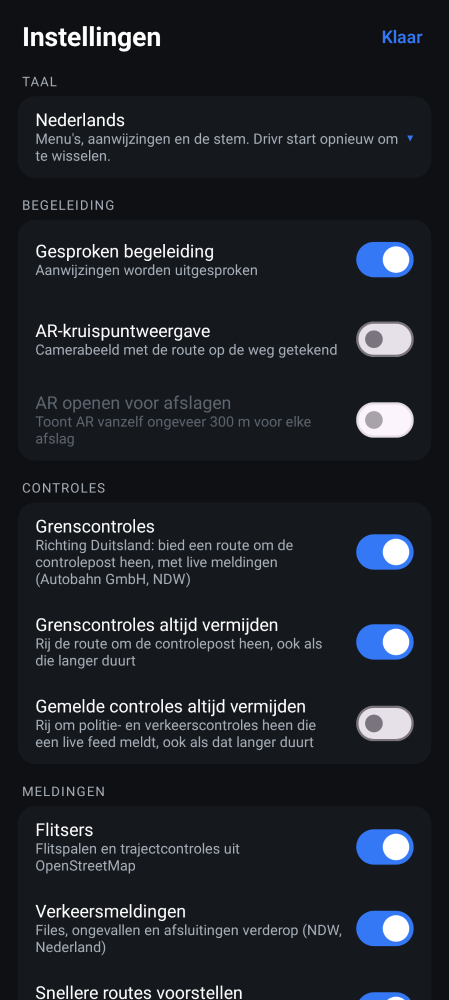 Instellingen
Klaar
TAAL
Nederlands
Menu's, aanwijzingen en de stem. Drivr start opnieuw om
te wisselen.
BEGELEIDING
Gesproken begeleiding
Aanwijzingen worden uitgesproken
AR-kruispuntweergave
Camerabeeld met de route op de weg getekend
AR openen voor afslagen
Toont AR vanzelf ongeveer 300 m voor elke
afslag
CONTROLES
Grenscontroles
Richting Duitsland: bied een route om de
controlepost heen, met live meldingen
(Autobahn GmbH, NDW)
Grenscontroles altijd vermijden
Rij de route om de controlepost heen, ook als
die langer duurt
Gemelde controles altijd vermijden
Rij om politie- en verkeerscontroles heen die
een live feed meldt, ook als dat langer duurt
MELDINGEN
Flitsers
Flitspalen en trajectcontroles uit
OpenStreetMap
Verkeersmeldingen
Files, ongevallen en afsluitingen verderop (NDW,
Nederland)
Snellere routes voorstellen